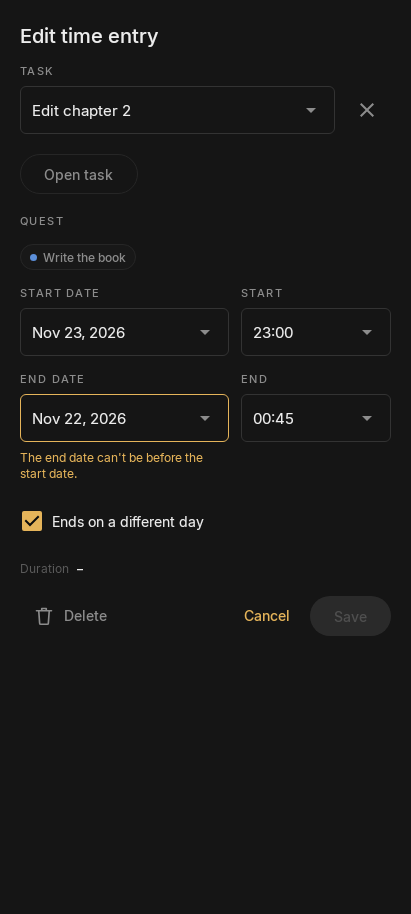 Edit time entry
TASK
Edit chapter 2
Open task
QUEST
Write the book
START DATE
START
Nov 23, 2026
23:00
END DATE
END
Nov 22, 2026
00:45
The end date can't be before the
start date.
Ends on a different day
Duration –
Delete
Cancel
Save